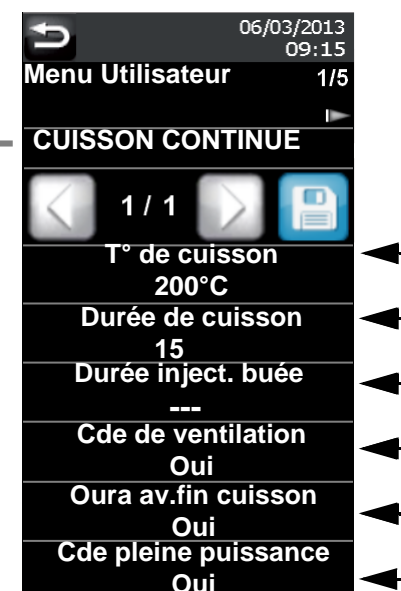 06/03/2013
09:15
Menu Utilisateur 1/5
CUISSON CONTINUE
1 / 1
T° de cuisson
200°C
Durée de cuisson
15
Durée inject. buée
---
Cde de ventilation
Oui
Oura av.fin cuisson
Oui
Cde pleine puissance
Oui